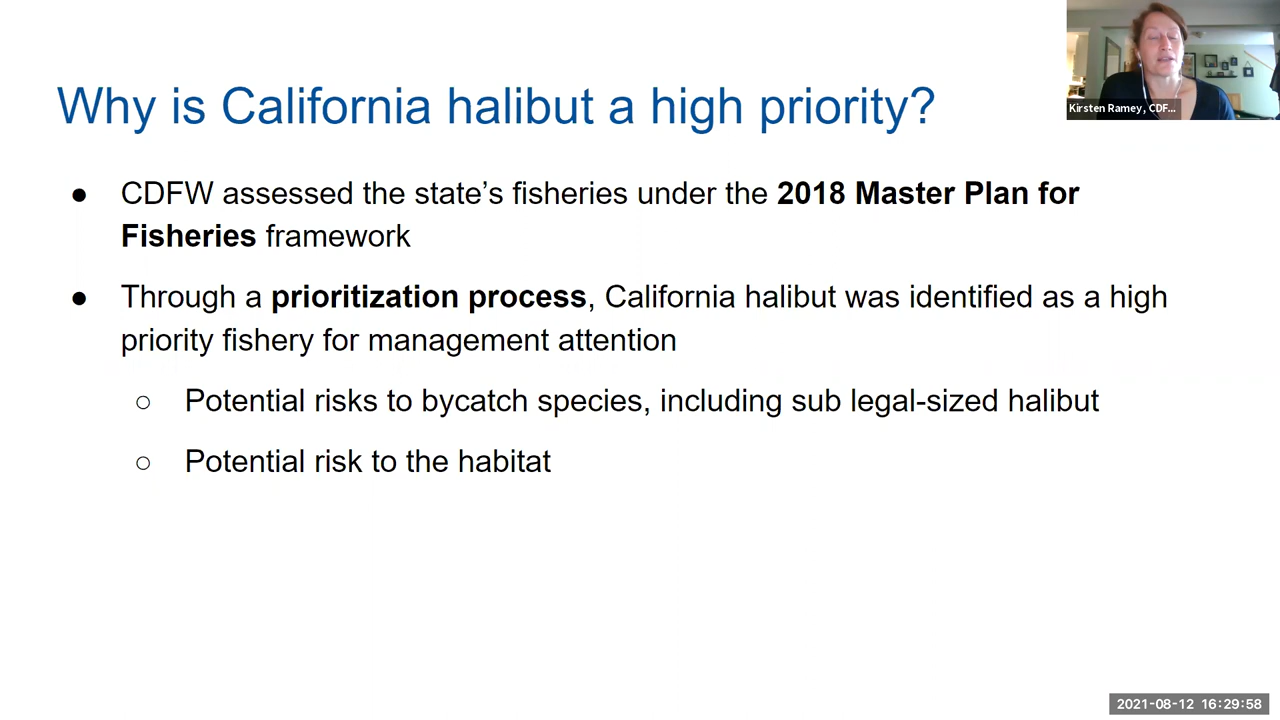 Why is California halibut a high priority?
Kirsten Ramey, CDF...
● CDFW assessed the state’s fisheries under the 2018 Master Plan for
Fisheries framework
● Through a prioritization process, California halibut was identified as a high
priority fishery for management attention
○ Potential risks to bycatch species, including sub legal-sized halibut
○ Potential risk to the habitat
2021-08-12 16:29:58